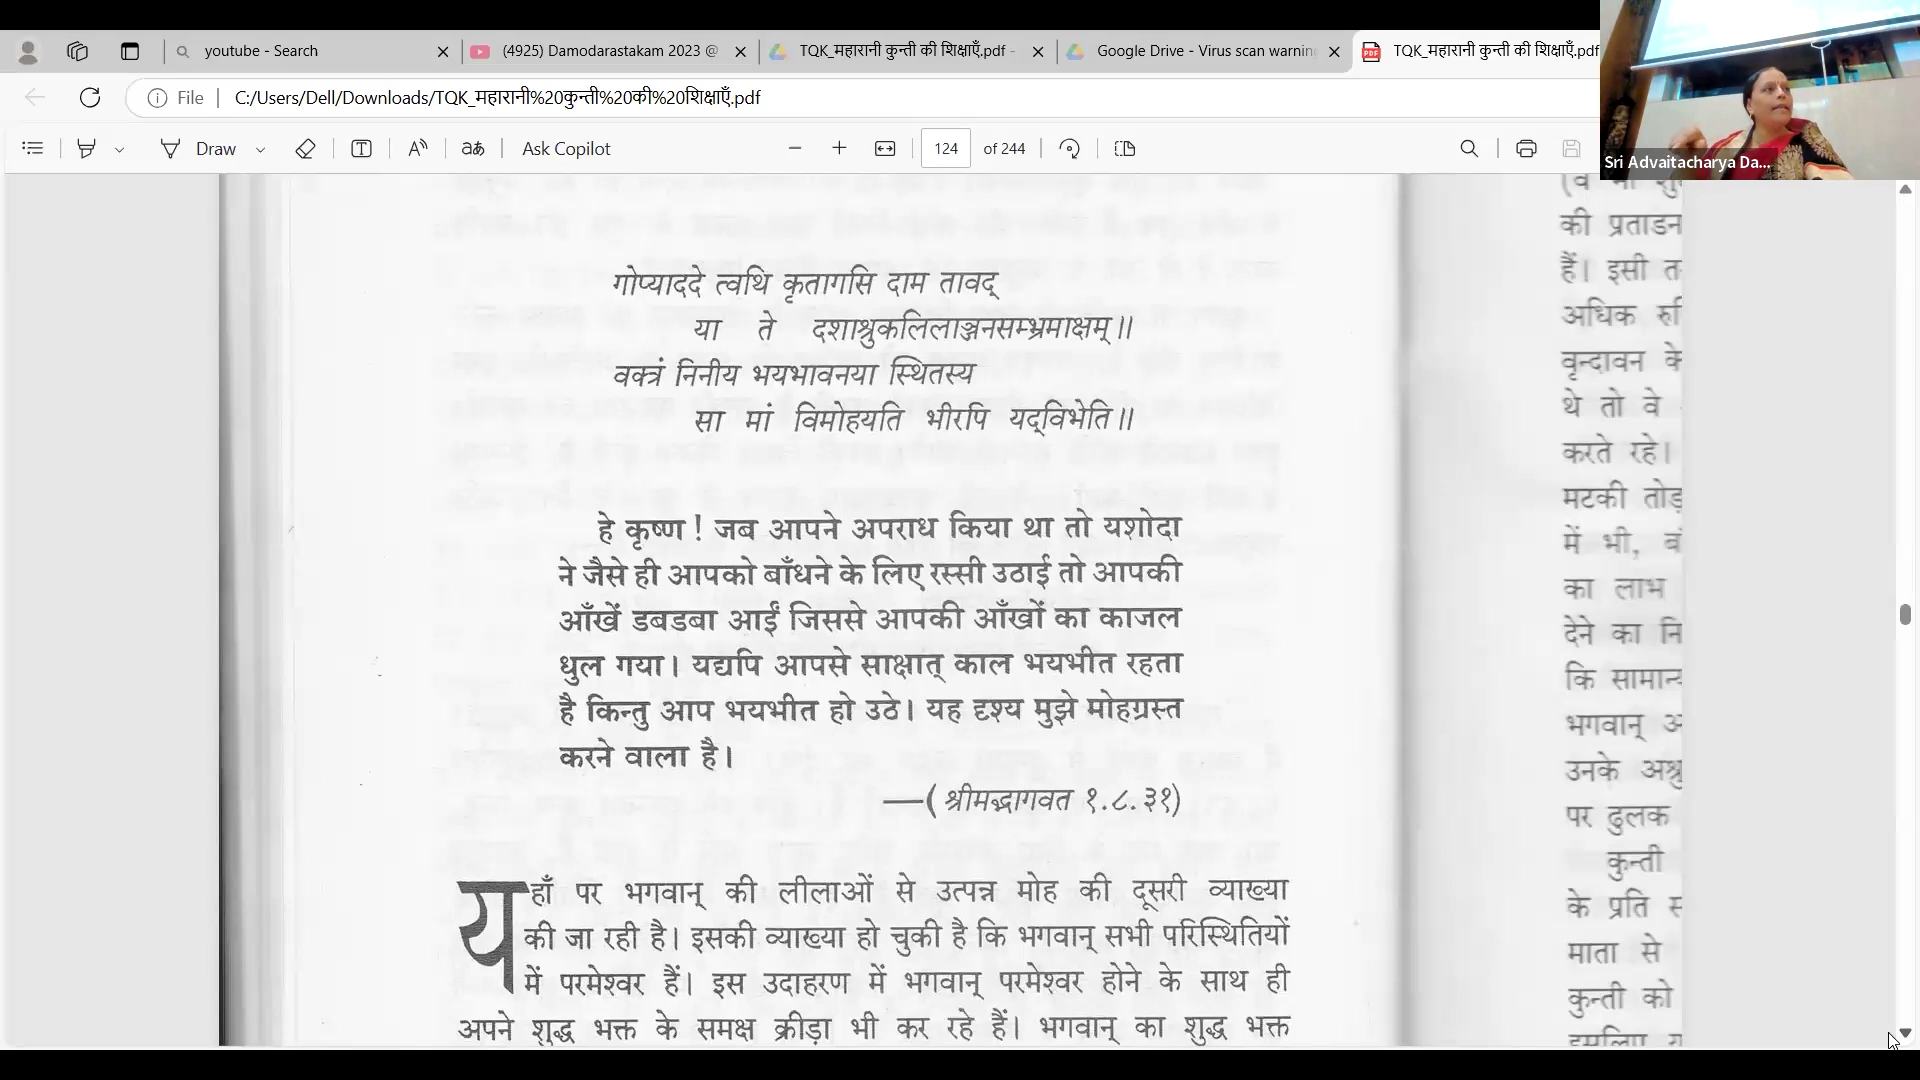 youtube - Search
(4925) Damodarastakam 2023 @
TQK_महारानी कुन्ती की शिक्षाएँ.pdf -
Google Drive - Virus scan warnin
TQK_महारानी कुन्ती की शिक्षाएँ.pdf
File
C:/Users/Dell/Downloads/TQK_महारानी%20कुन्ती%20की%20शिक्षाएँ.pdf
Draw
Ask Copilot
124 of 244
Sri Advaitacharya Da...
गोप्याददे त्वथि कृतागसि दाम तावद्
या ते दशाश्रुकलिलाञ्जनसम्भ्रमाक्षम्॥
वक्त्रं निनीय भयभावनया स्थितस्य
सा मां विमोहयति भीरपि यद्‌विभेति॥
हे कृष्ण ! जब आपने अपराध किया था तो यशोदा
ने जैसे ही आपको बाँधने के लिए रस्सी उठाई तो आपकी
आँखें डबडबा आईं जिससे आपकी आँखों का काजल
धुल गया। यद्यपि आपसे साक्षात् काल भयभीत रहता
है किन्तु आप भयभीत हो उठे। यह दृश्य मुझे मोहग्रस्त
करने वाला है।
—(श्रीमद्भागवत १.८.३१)
यहाँ पर भगवान् की लीलाओं से उत्पन्न मोह की दूसरी व्याख्या
की जा रही है। इसकी व्याख्या हो चुकी है कि भगवान् सभी परिस्थितियों
में परमेश्वर हैं। इस उदाहरण में भगवान् परमेश्वर होने के साथ ही
अपने शुद्ध भक्त के समक्ष क्रीड़ा भी कर रहे हैं। भगवान् का शुद्ध भक्त
की प्रताडन
हैं। इसी त
अधिक रु
वृन्दावन के
थे तो वे
करते रहे।
मटकी तोड़
में भी,
का लाभ
देने का नि
कि सामान्
भगवान् अ
उनके अश्रु
पर ढुलक
कुन्ती
के प्रति स
माता से
कुन्ती को